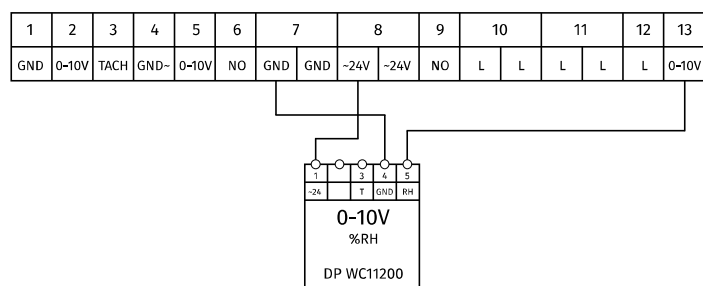 1 2 3 4 5 6 7 8 9 10 11 12 13
GND 0-10V TACH GND~ 0-10V NO GND GND ~24V ~24V NO L L L L L 0-10V
1 3 4 5
~24 T GND RH
0-10V
%RH
DP WC11200